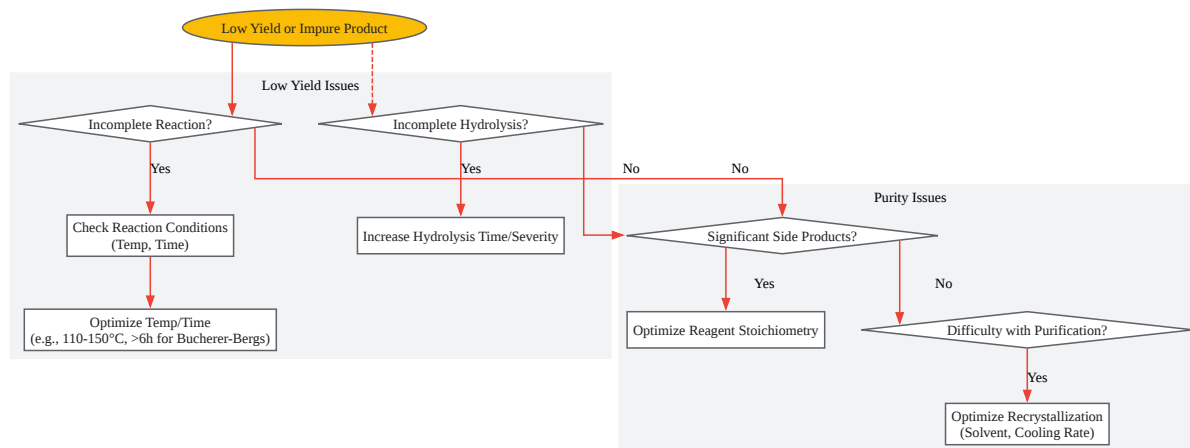 Low Yield or Impure Product
Low Yield Issues
Incomplete Reaction?
Incomplete Hydrolysis?
Yes
Yes
No
No
Purity Issues
Check Reaction Conditions
(Temp, Time)
Increase Hydrolysis Time/Severity
Significant Side Products?
Yes
No
Optimize Temp/Time
(e.g., 110-150°C, >6h for Bucherer-Bergs)
Optimize Reagent Stoichiometry
Difficulty with Purification?
Yes
Optimize Recrystallization
(Solvent, Cooling Rate)